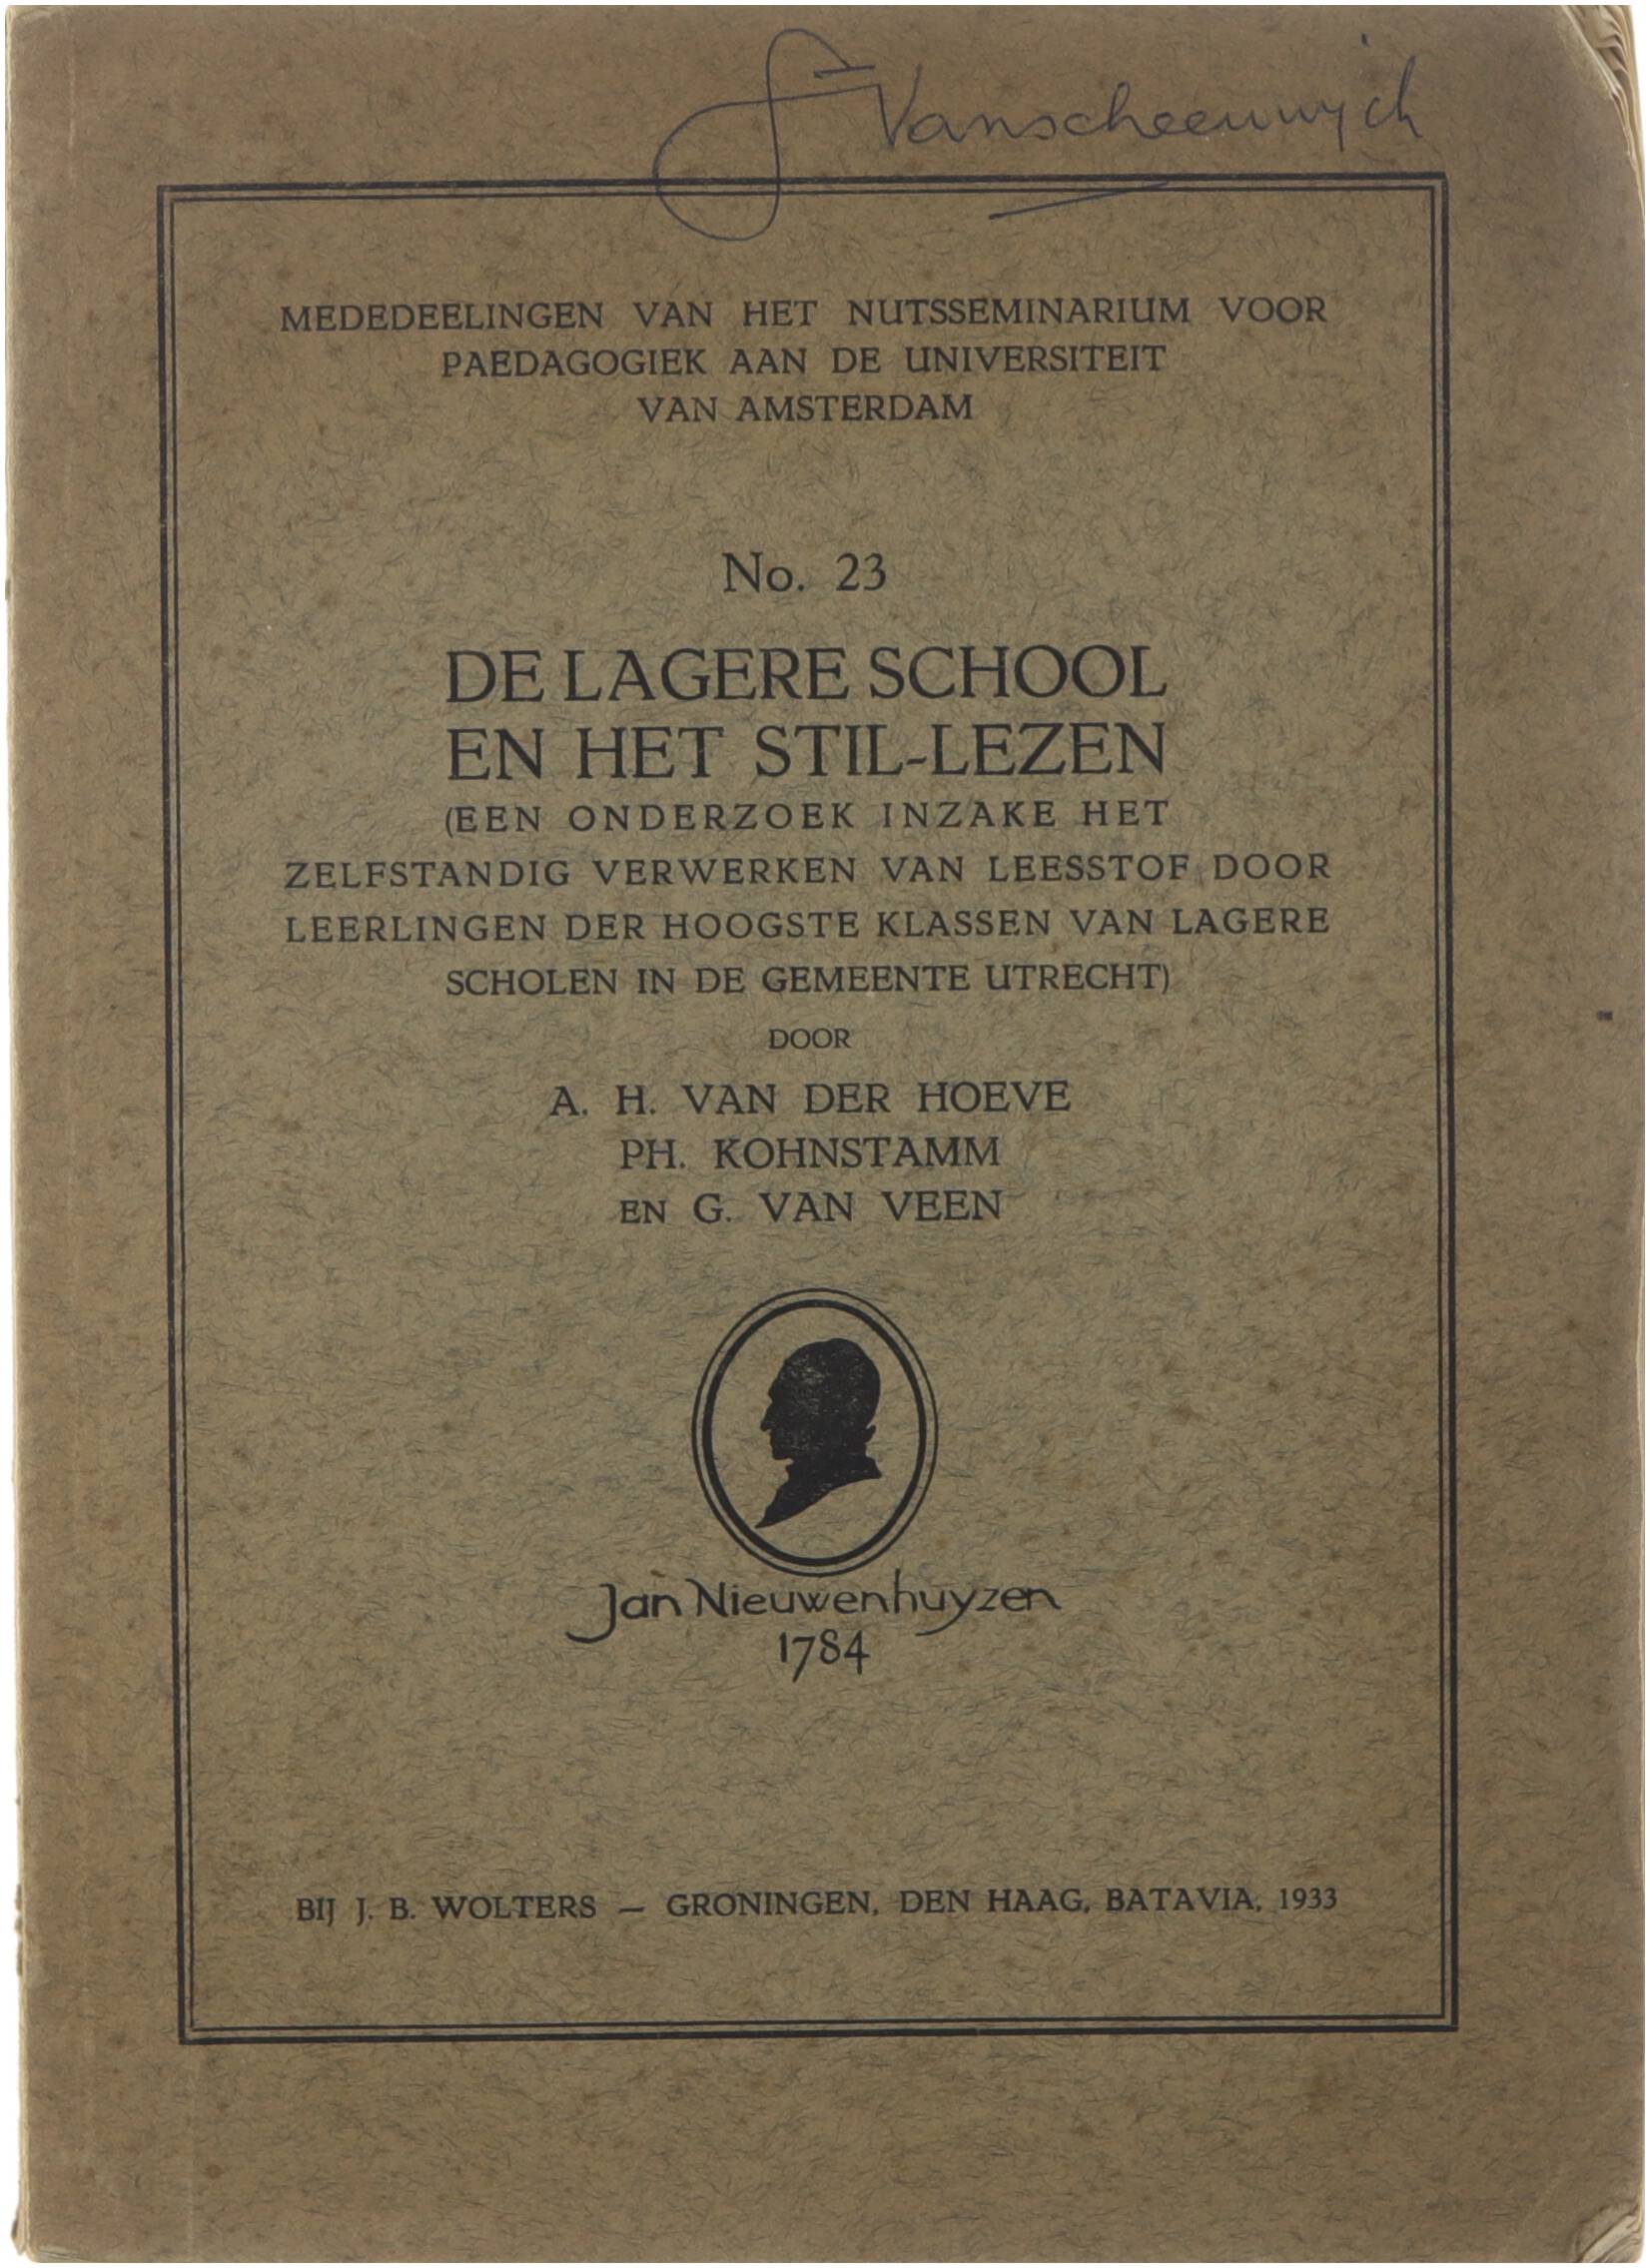 Vanscheeuwijck
MEDEDEELINGEN VAN HET NUTSSEMINARIUM VOOR
PAEDAGOGIEK AAN DE UNIVERSITEIT
VAN AMSTERDAM
No. 23
DE LAGERE SCHOOL
EN HET STIL-LEZEN
(EEN ONDERZOEK INZAKE HET
ZELFSTANDIG VERWERKEN VAN LEESSTOF DOOR
LEERLINGEN DER HOOGSTE KLASSEN VAN LAGERE
SCHOLEN IN DE GEMEENTE UTRECHT)
DOOR
A. H. VAN DER HOEVE
PH. KOHNSTAMM
EN G. VAN VEEN
Jan Nieuwenhuyzen
1784
BIJ J. B. WOLTERS — GRONINGEN, DEN HAAG, BATAVIA, 1933